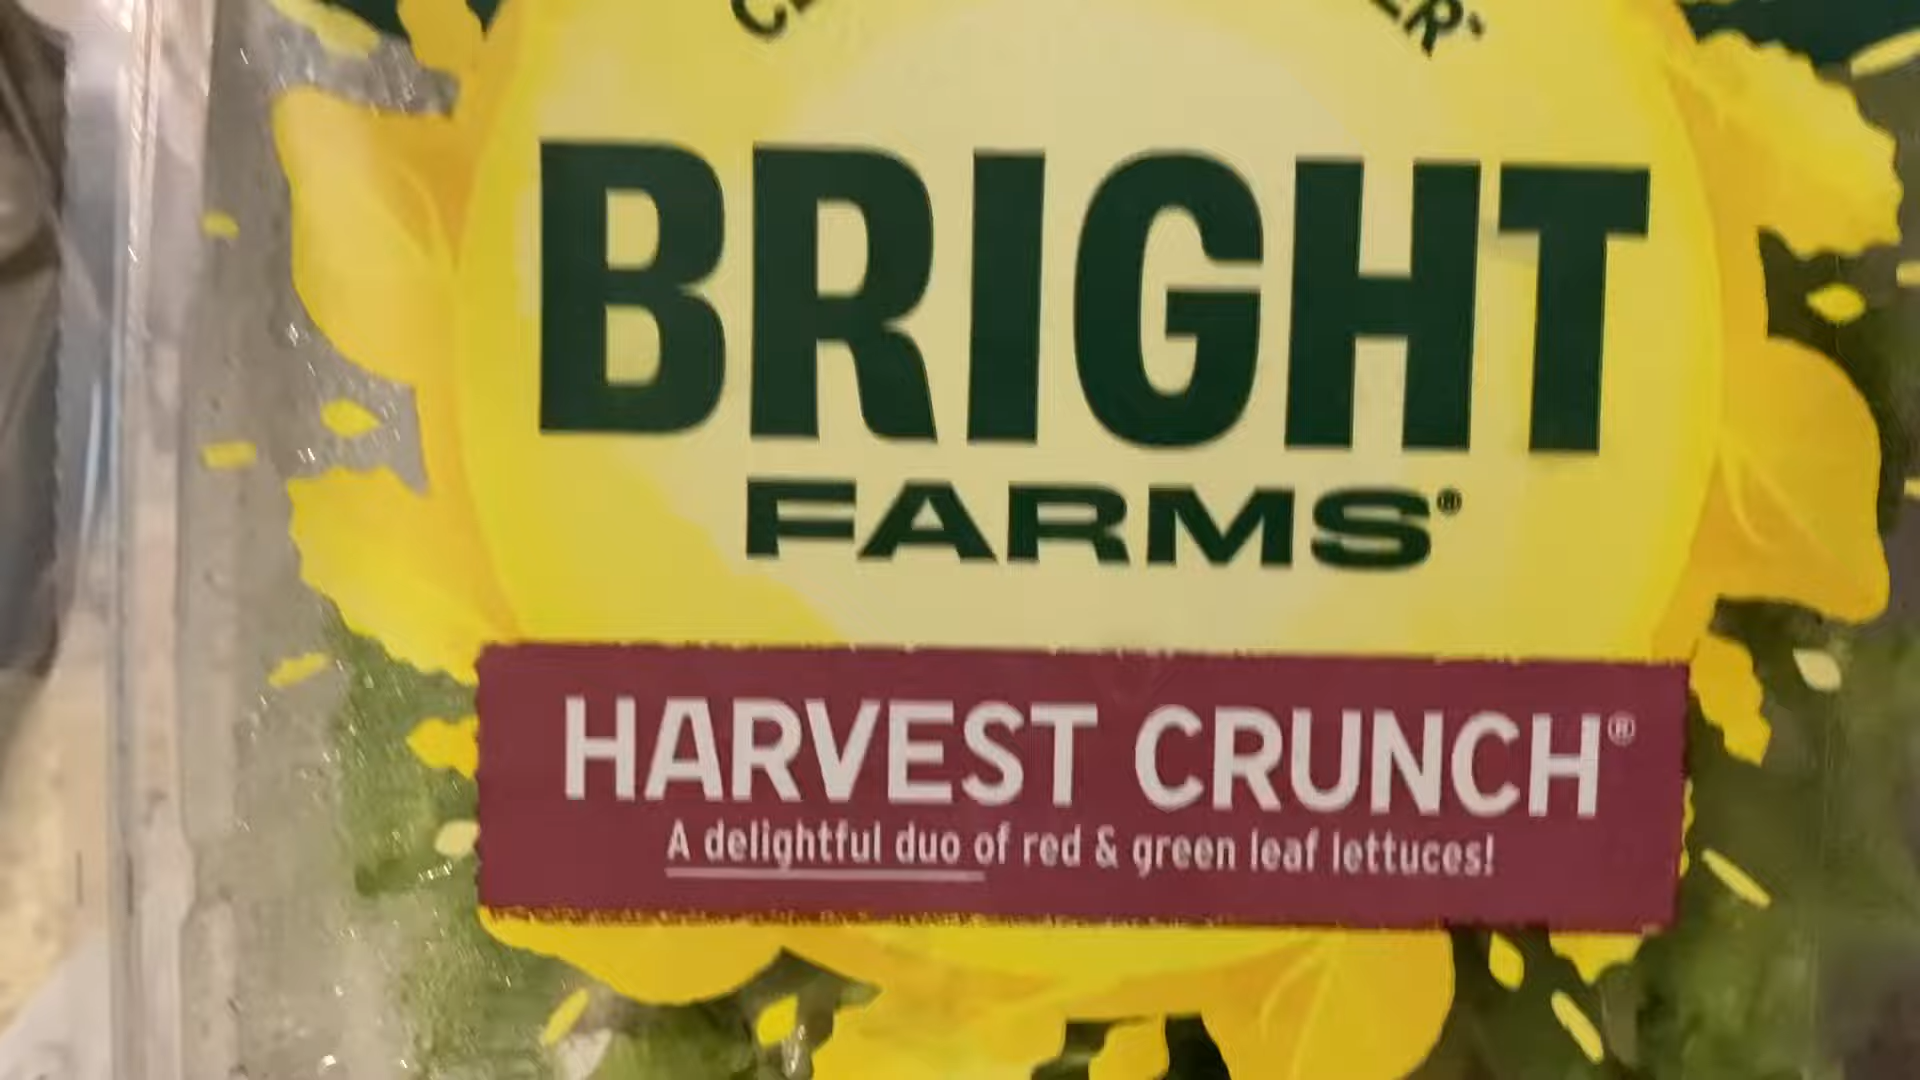 BRIGHT
FARMS®
HARVEST CRUNCH®
A delightful duo of red & green leaf lettuces!